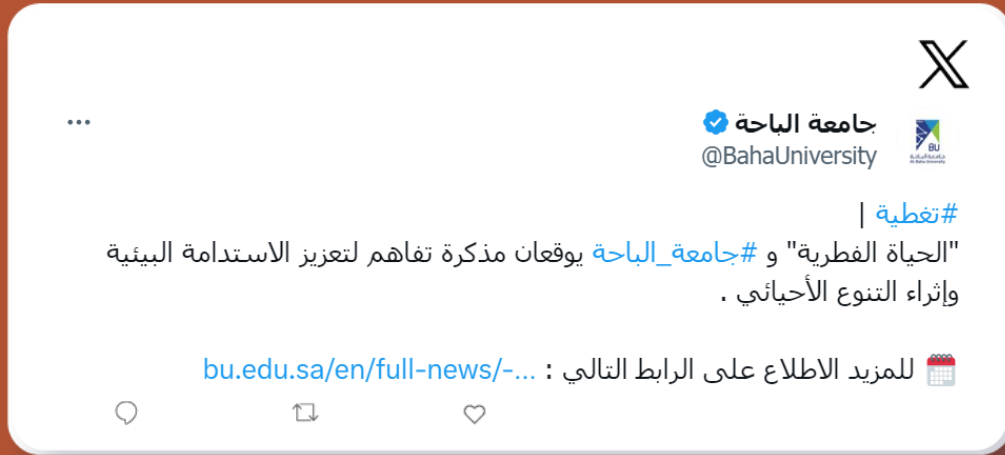 جامعة الباحة
@BahaUniversity
BU
#تغطية |
"الحياة الفطرية" و #جامعة_الباحة يوقعان مذكرة تفاهم لتعزيز الاستدامة البيئية
وإثراء التنوع الأحيائي .
للمزيد الاطلاع على الرابط التالي : bu.edu.sa/en/full-news/-...